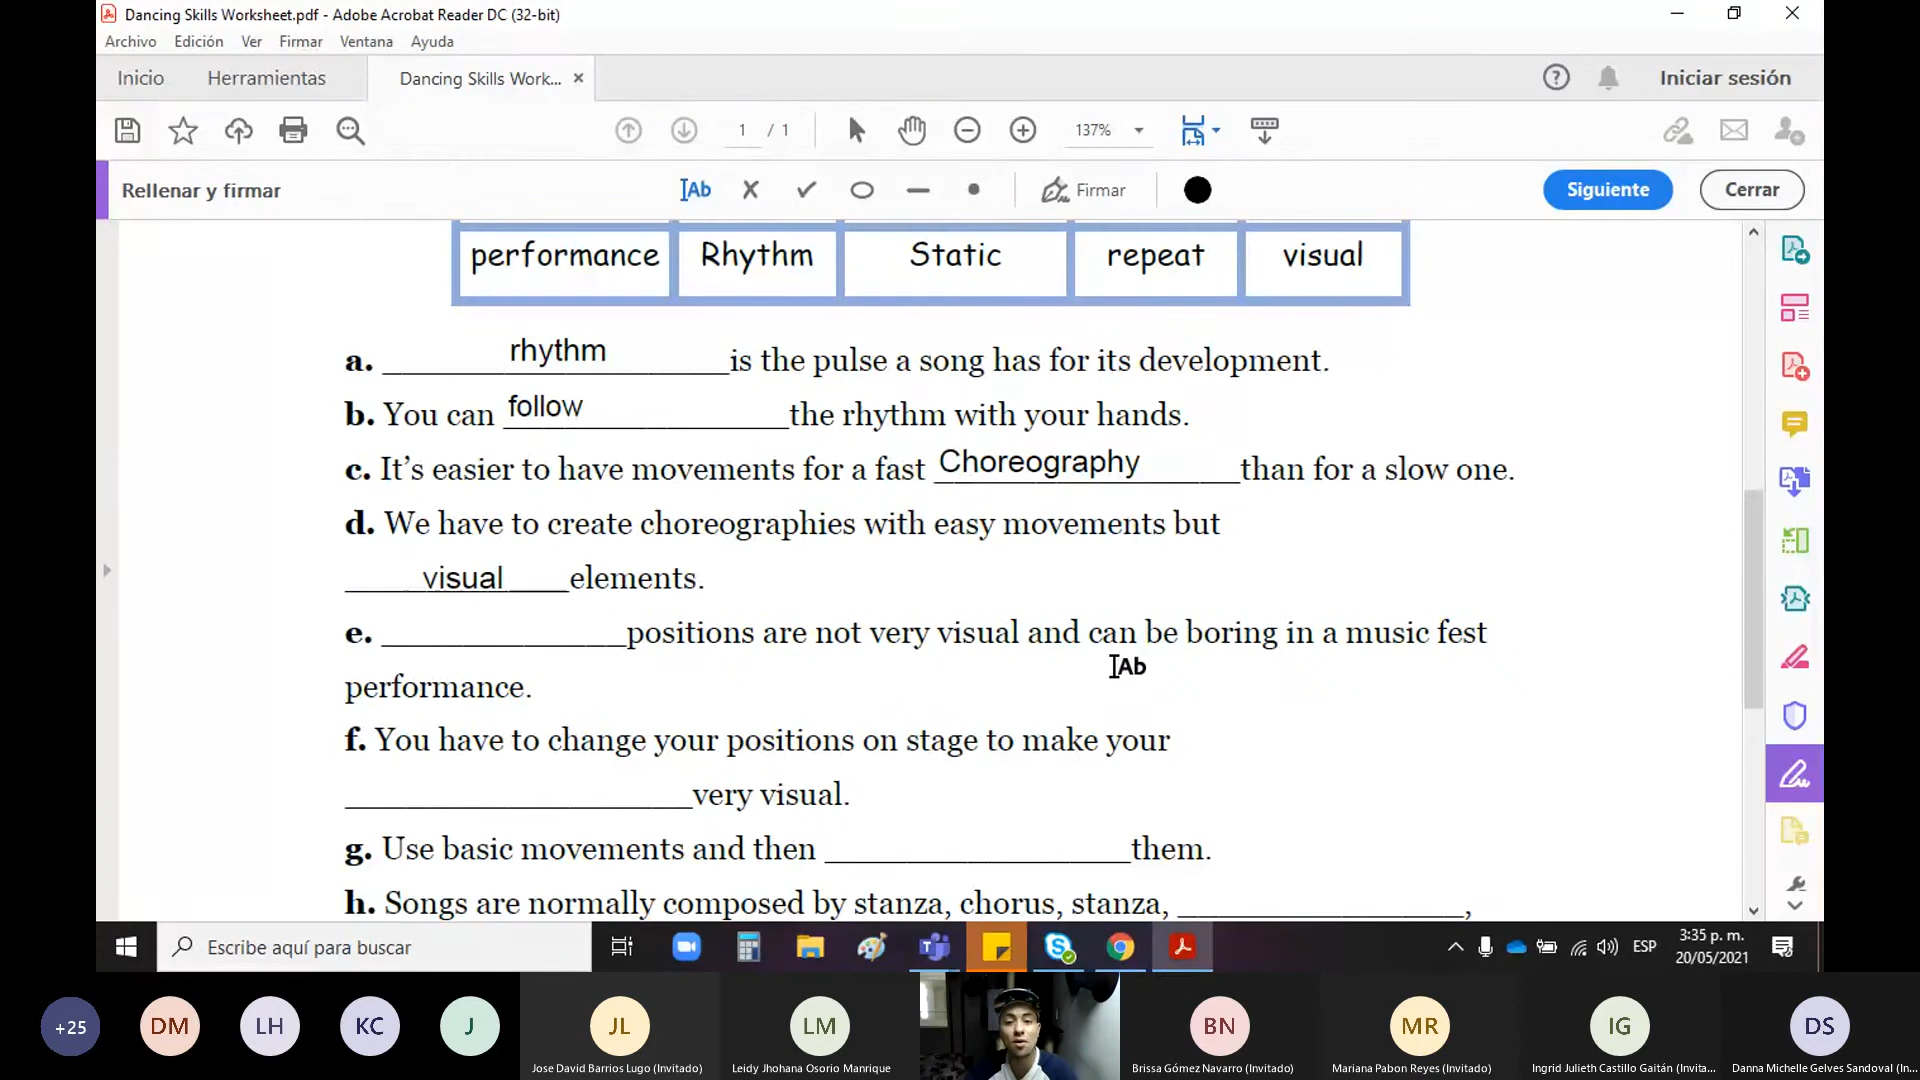 Dancing Skills Worksheet.pdf - Adobe Acrobat Reader DC (32-bit)
Archivo Edición Ver Firmar Ventana Ayuda
Inicio Herramientas Dancing Skills Work... × Iniciar sesión
1 / 1 137%
Rellenar y firmar Ab Firmar Siguiente Cerrar
performance Rhythm Static repeat visual
a. rhythm is the pulse a song has for its development.
b. You can follow the rhythm with your hands.
c. It's easier to have movements for a fast Choreography than for a slow one.
d. We have to create choreographies with easy movements but
visual elements.
e. ____________ positions are not very visual and can be boring in a music fest
Ab
performance.
f. You have to change your positions on stage to make your
_________________ very visual.
g. Use basic movements and then _______________ them.
h. Songs are normally composed by stanza, chorus, stanza, ______________,
Escribe aquí para buscar
ESP
3:35 p. m.
20/05/2021
+25 DM LH KC J JL LM BN MR IG DS
Jose David Barrios Lugo (Invitado) Leidy Jhohana Osorio Manrique Brissa Gómez Navarro (Invitado) Mariana Pabon Reyes (Invitado) Ingrid Julieth Castillo Gaitán (Invita... Danna Michelle Gelves Sandoval (In...